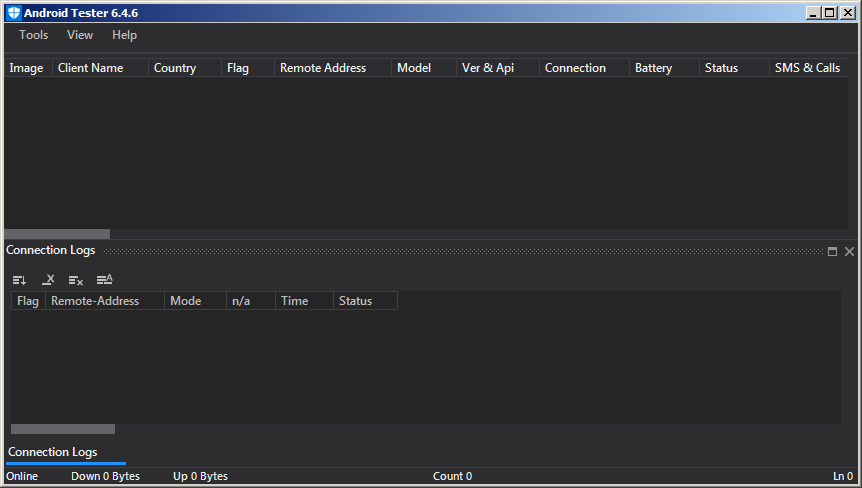 Android Tester 6.4.6
Tools View Help
Image Client Name Country Flag Remote Address Model Ver & Api Connection Battery Status SMS & Calls
Connection Logs
Flag Remote-Address Mode n/a Time Status
Connection Logs
Online Down 0 Bytes Up 0 Bytes Count 0 Ln 0